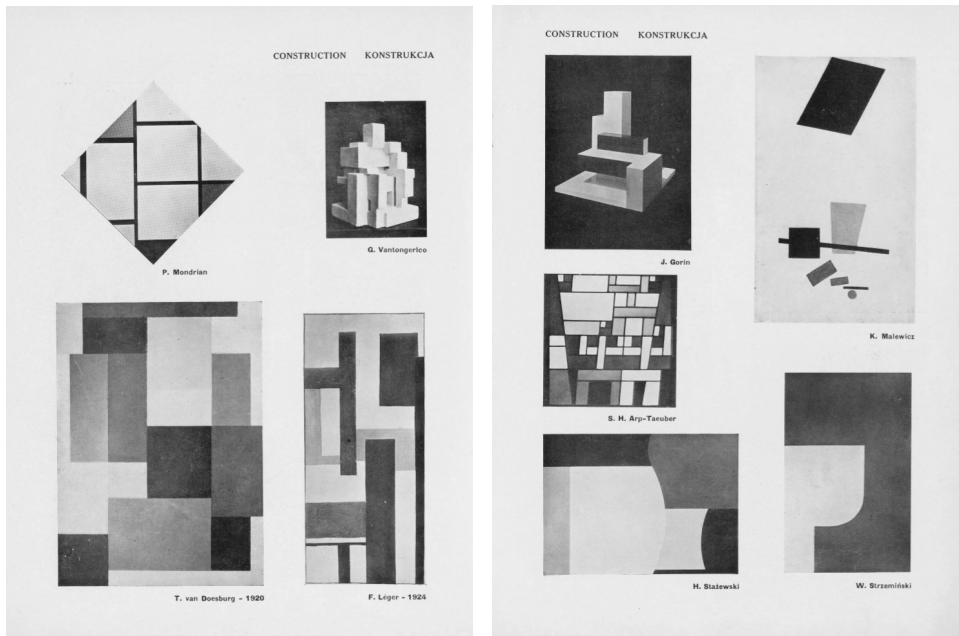 CONSTRUCTION KONSTRUKCJA
P. Mondrian
G. Vantongerloo
T. van Doesburg - 1920
F. Léger - 1924
CONSTRUCTION KONSTRUKCJA
J. Gorin
K. Malewicz
S. H. Arp-Taeuber
H. Stażewski
W. Strzemiński